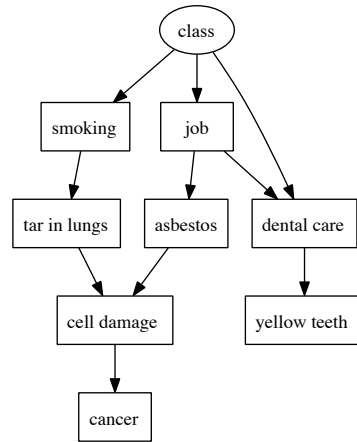 class
smoking
job
tar in lungs
asbestos
dental care
cell damage
yellow teeth
cancer